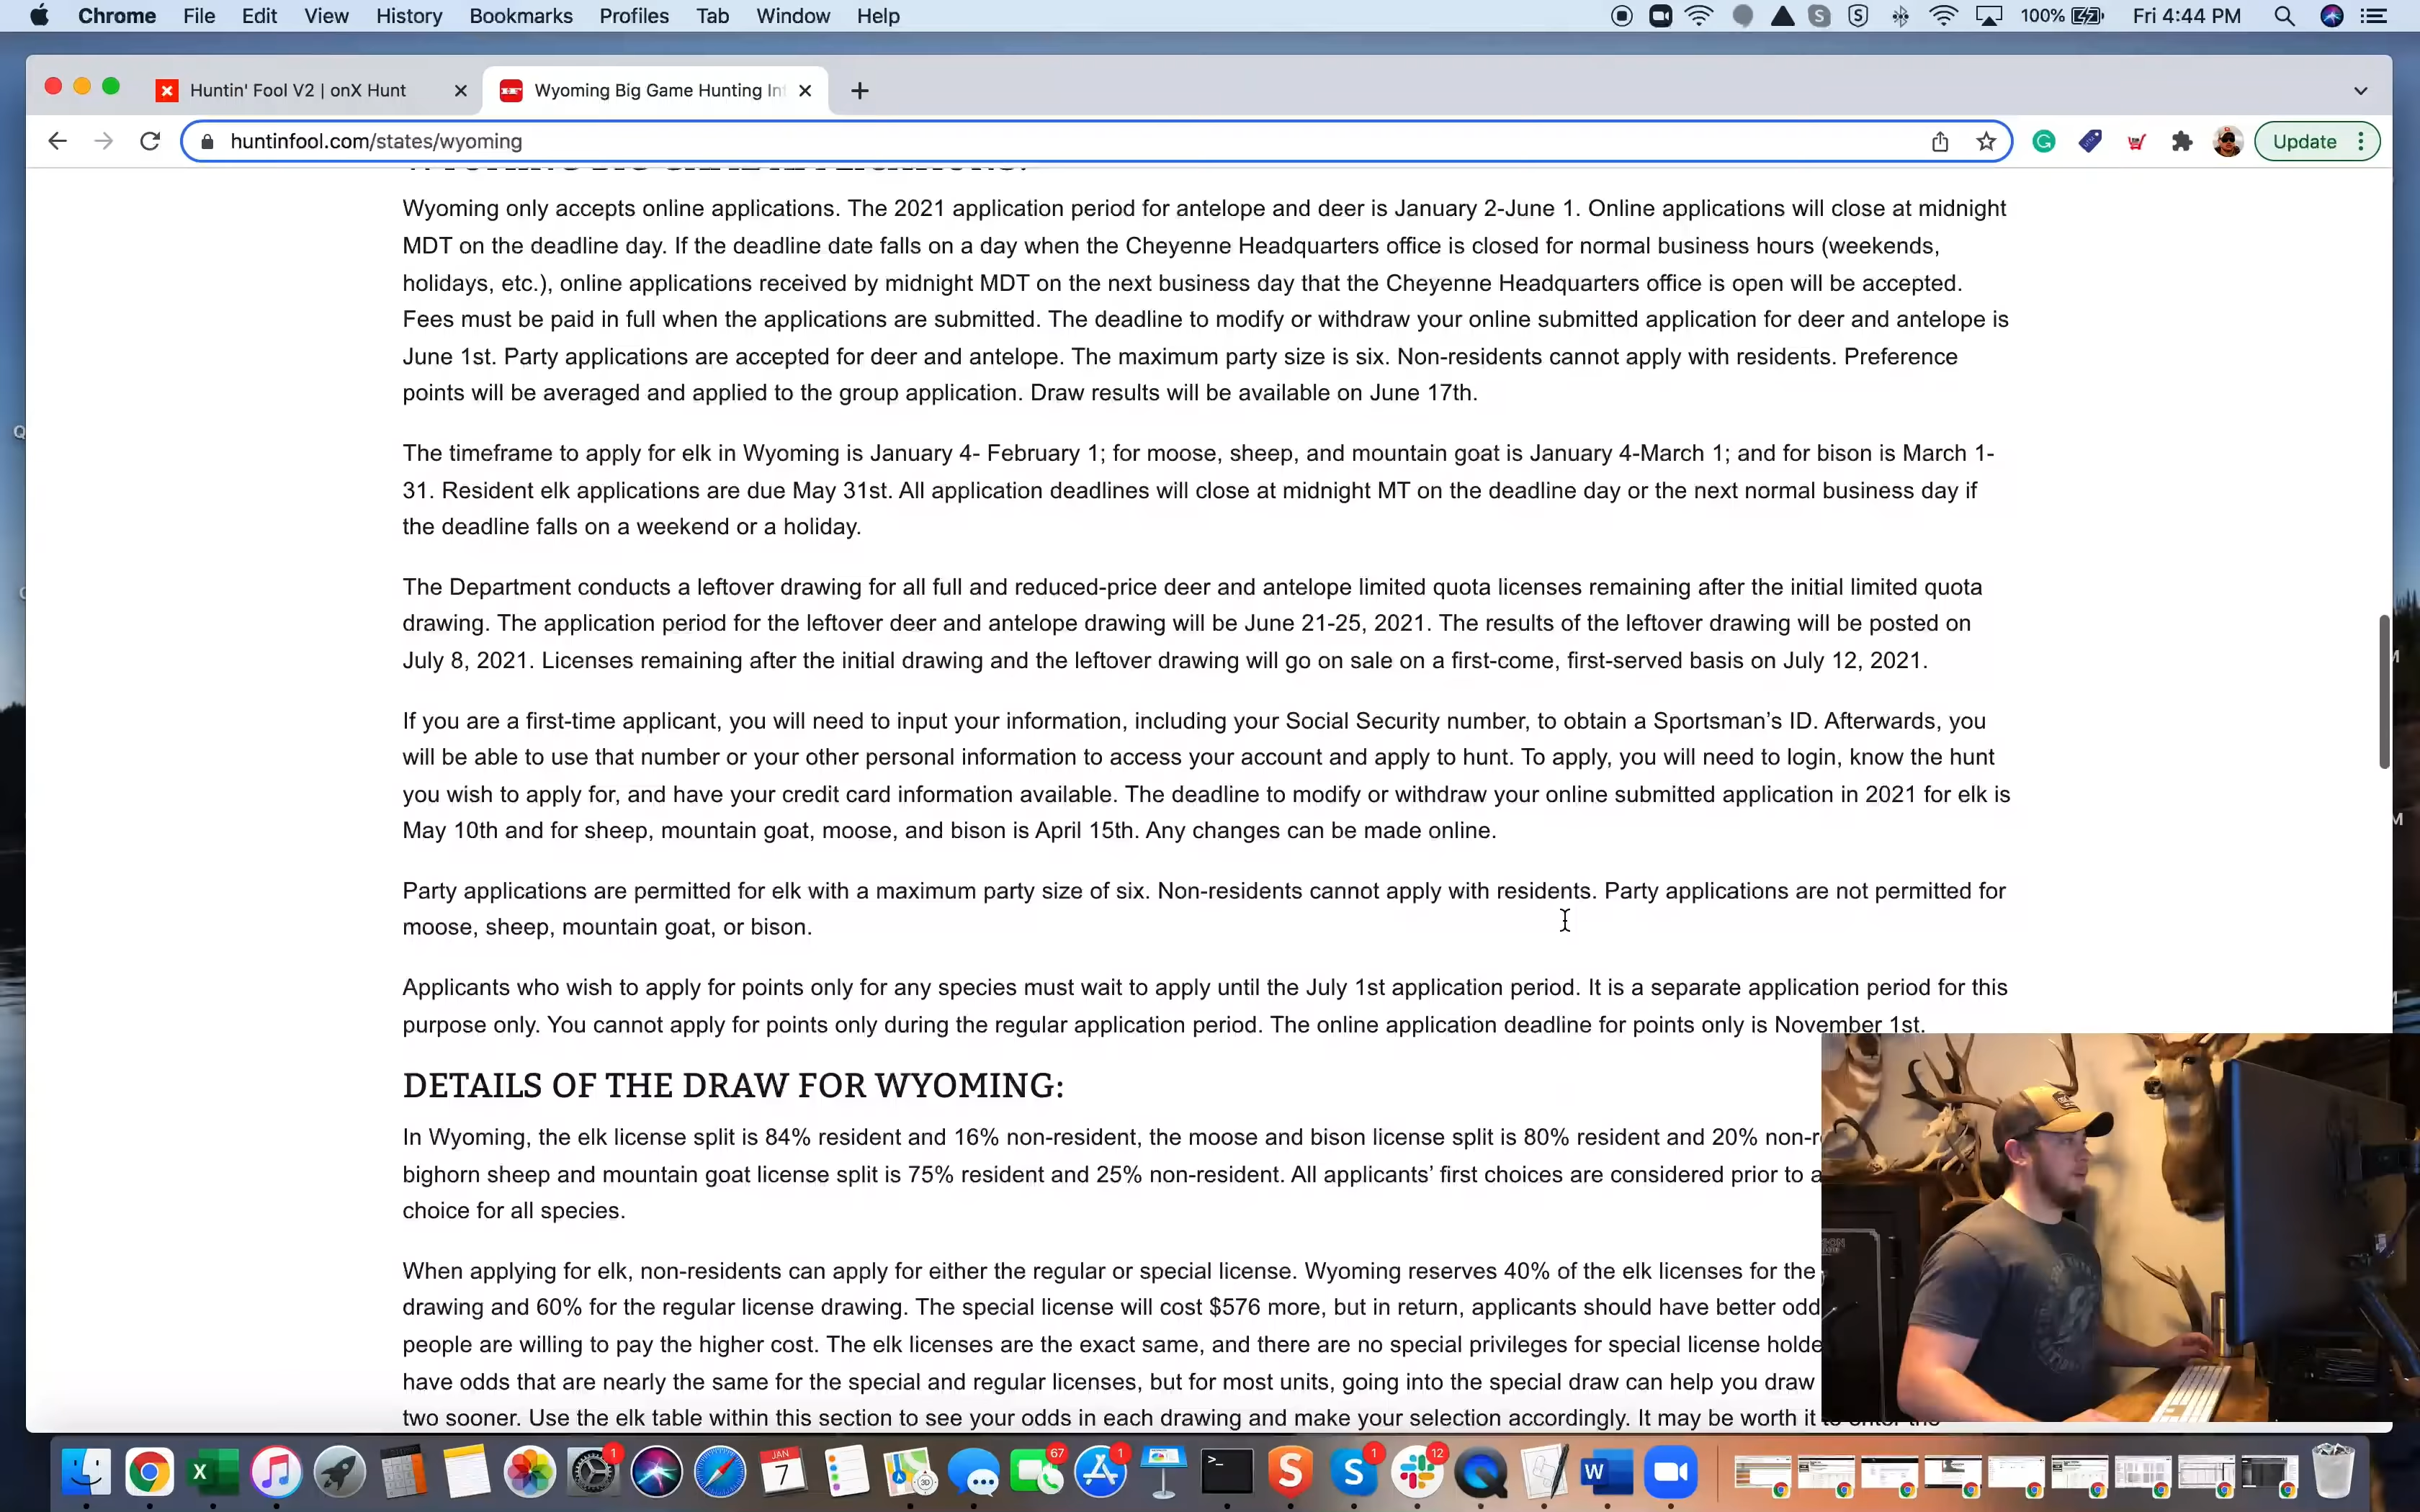 Chrome File Edit View History Bookmarks Profiles Tab Window Help 100% Fri 4:44 PM
Huntin' Fool V2 | onX Hunt Wyoming Big Game Hunting In
huntinfool.com/states/wyoming Update
Wyoming only accepts online applications. The 2021 application period for antelope and deer is January 2-June 1. Online applications will close at midnight
MDT on the deadline day. If the deadline date falls on a day when the Cheyenne Headquarters office is closed for normal business hours (weekends,
holidays, etc.), online applications received by midnight MDT on the next business day that the Cheyenne Headquarters office is open will be accepted.
Fees must be paid in full when the applications are submitted. The deadline to modify or withdraw your online submitted application for deer and antelope is
June 1st. Party applications are accepted for deer and antelope. The maximum party size is six. Non-residents cannot apply with residents. Preference
points will be averaged and applied to the group application. Draw results will be available on June 17th.
The timeframe to apply for elk in Wyoming is January 4- February 1; for moose, sheep, and mountain goat is January 4-March 1; and for bison is March 1-
31. Resident elk applications are due May 31st. All application deadlines will close at midnight MT on the deadline day or the next normal business day if
the deadline falls on a weekend or a holiday.
The Department conducts a leftover drawing for all full and reduced-price deer and antelope limited quota licenses remaining after the initial limited quota
drawing. The application period for the leftover deer and antelope drawing will be June 21-25, 2021. The results of the leftover drawing will be posted on
July 8, 2021. Licenses remaining after the initial drawing and the leftover drawing will go on sale on a first-come, first-served basis on July 12, 2021.
If you are a first-time applicant, you will need to input your information, including your Social Security number, to obtain a Sportsman’s ID. Afterwards, you
will be able to use that number or your other personal information to access your account and apply to hunt. To apply, you will need to login, know the hunt
you wish to apply for, and have your credit card information available. The deadline to modify or withdraw your online submitted application in 2021 for elk is
May 10th and for sheep, mountain goat, moose, and bison is April 15th. Any changes can be made online.
Party applications are permitted for elk with a maximum party size of six. Non-residents cannot apply with residents. Party applications are not permitted for
moose, sheep, mountain goat, or bison.
Applicants who wish to apply for points only for any species must wait to apply until the July 1st application period. It is a separate application period for this
purpose only. You cannot apply for points only during the regular application period. The online application deadline for points only is November 1st.
DETAILS OF THE DRAW FOR WYOMING:
In Wyoming, the elk license split is 84% resident and 16% non-resident, the moose and bison license split is 80% resident and 20% non-r
bighorn sheep and mountain goat license split is 75% resident and 25% non-resident. All applicants’ first choices are considered prior to a
choice for all species.
When applying for elk, non-residents can apply for either the regular or special license. Wyoming reserves 40% of the elk licenses for the
drawing and 60% for the regular license drawing. The special license will cost $576 more, but in return, applicants should have better odd
people are willing to pay the higher cost. The elk licenses are the exact same, and there are no special privileges for special license holde
have odds that are nearly the same for the special and regular licenses, but for most units, going into the special draw can help you draw
two sooner. Use the elk table within this section to see your odds in each drawing and make your selection accordingly. It may be worth it
1 JAN 7 67 1 1 12